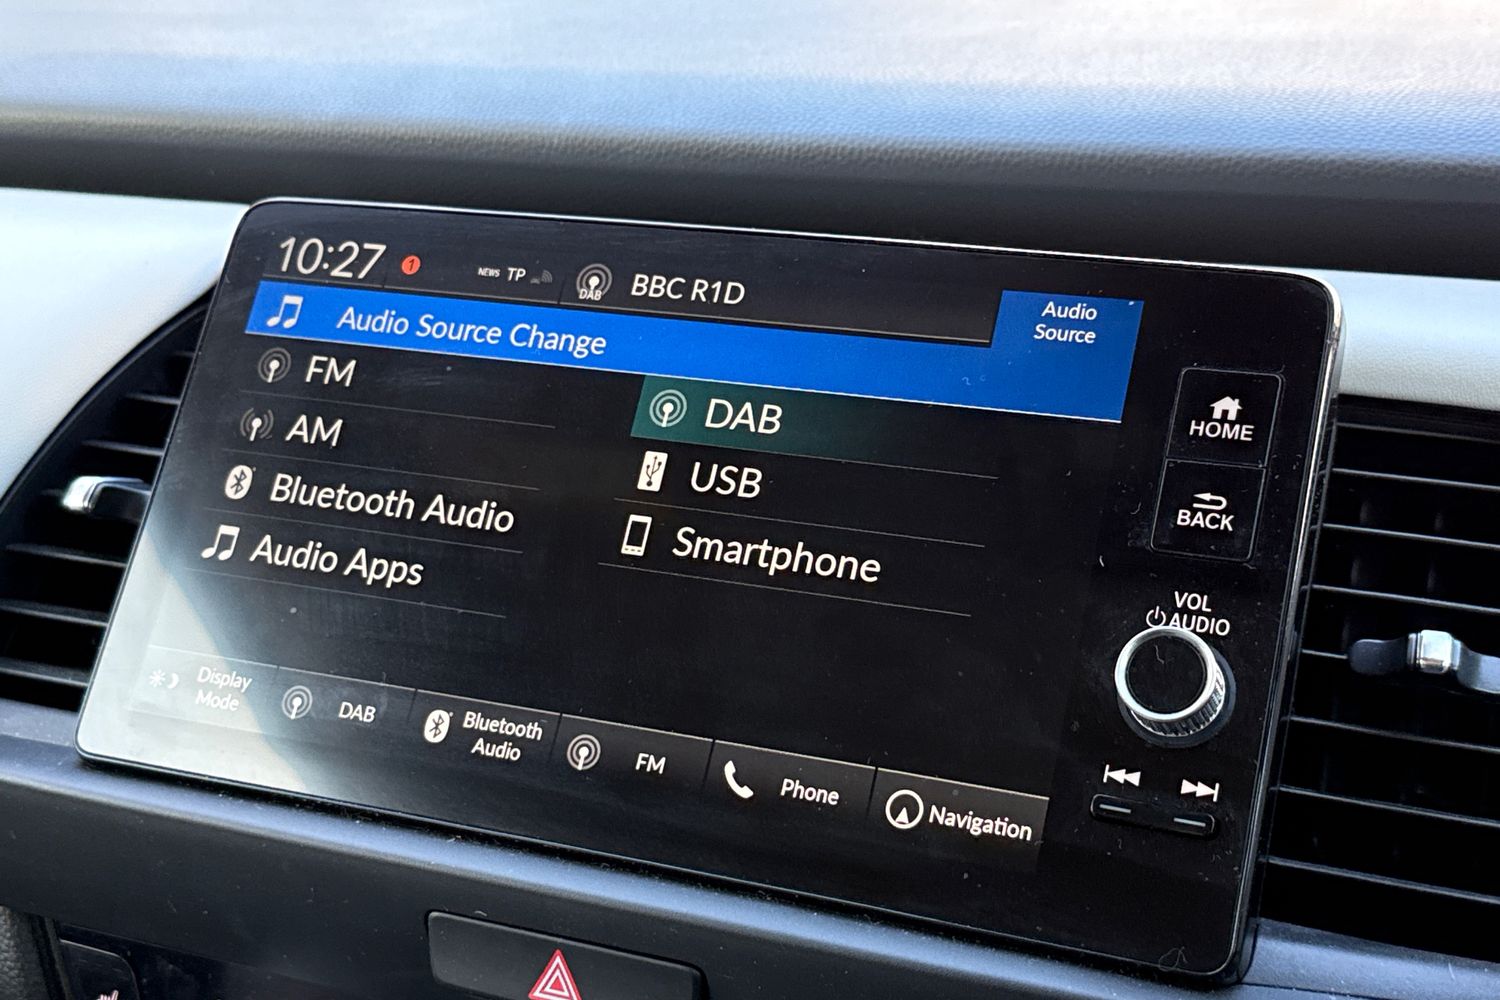 10:27
1
NEWS TP
DAB
BBC R1D
Audio
Source
Audio Source Change
FM
DAB
AM
USB
Bluetooth Audio
Smartphone
Audio Apps
HOME
BACK
VOL
AUDIO
Display
Mode
DAB
Bluetooth
Audio
FM
Phone
Navigation